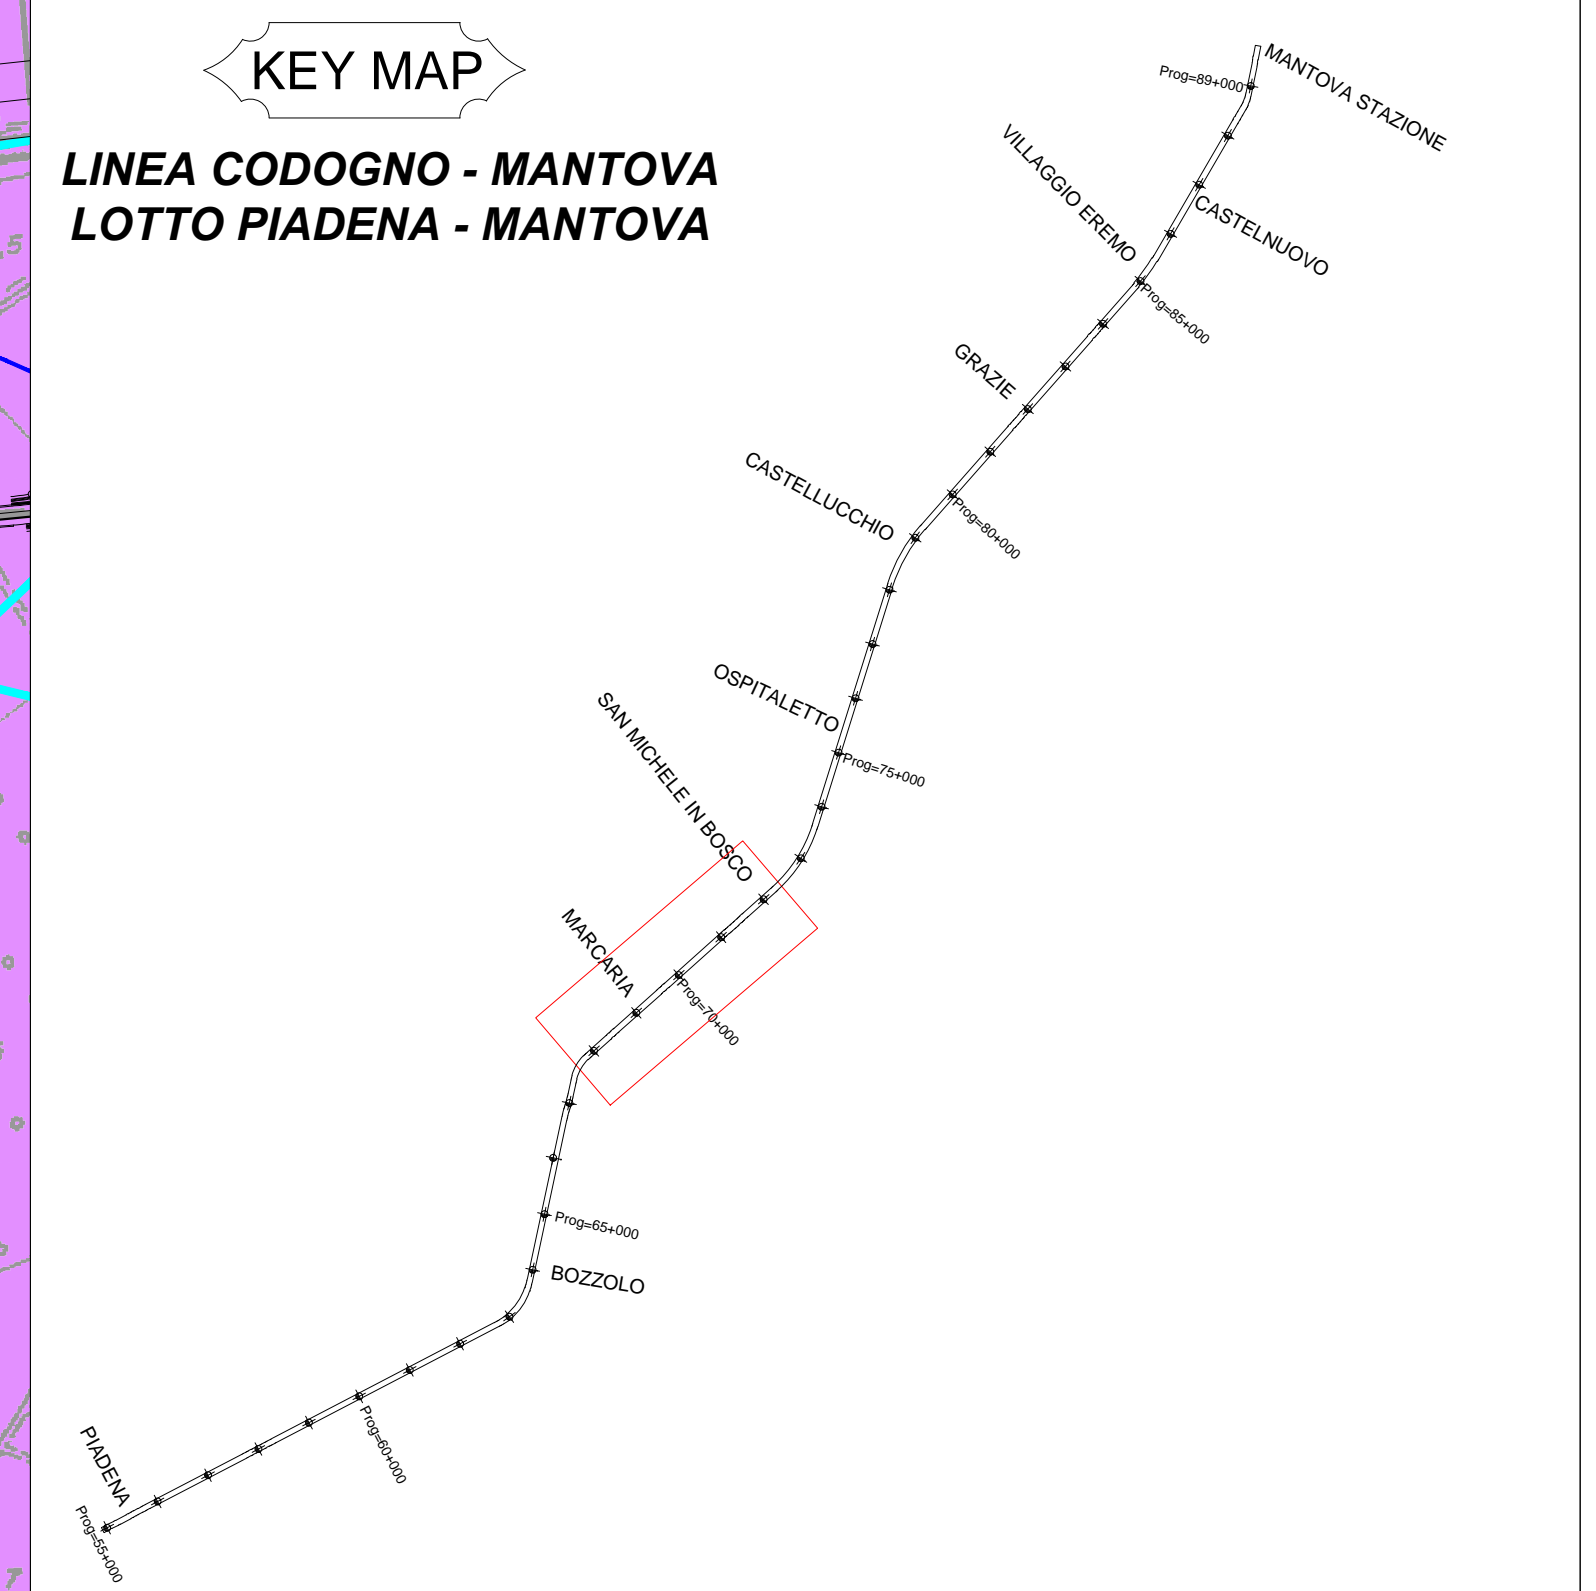 KEY MAP
LINEA CODOGNO - MANTOVA
LOTTO PIADENA - MANTOVA
MANTOVA STAZIONE
Prog=89+000
VILLAGGIO EREMO
CASTELNUOVO
Prog=85+000
GRAZIE
CASTELLUCCHIO
Prog=80+000
OSPITALETTO
SAN MICHELE IN BOSCO
Prog=75+000
MARCARIA
Prog=70+000
Prog=65+000
BOZZOLO
Prog=60+000
PIADENA
Prog=55+000
5
7